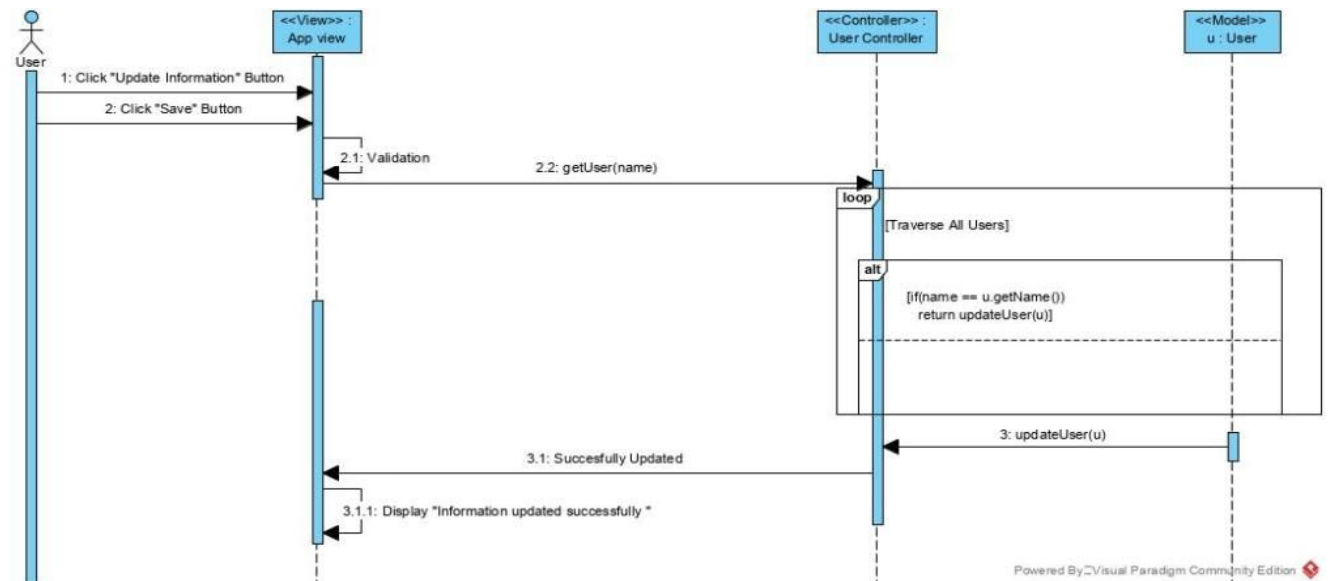 <<View>> :
App view
<<Controller>> :
User Controller
<<Model>>
u : User
User
1: Click "Update Information" Button
2: Click "Save" Button
2.1: Validation
2.2: getUser(name)
loop
[Traverse All Users]
alt
[if(name == u.getName())
return updateUser(u)]
3: updateUser(u)
3.1: Succesfully Updated
3.1.1: Display "Information updated successfully "
Powered By Visual Paradigm Community Edition